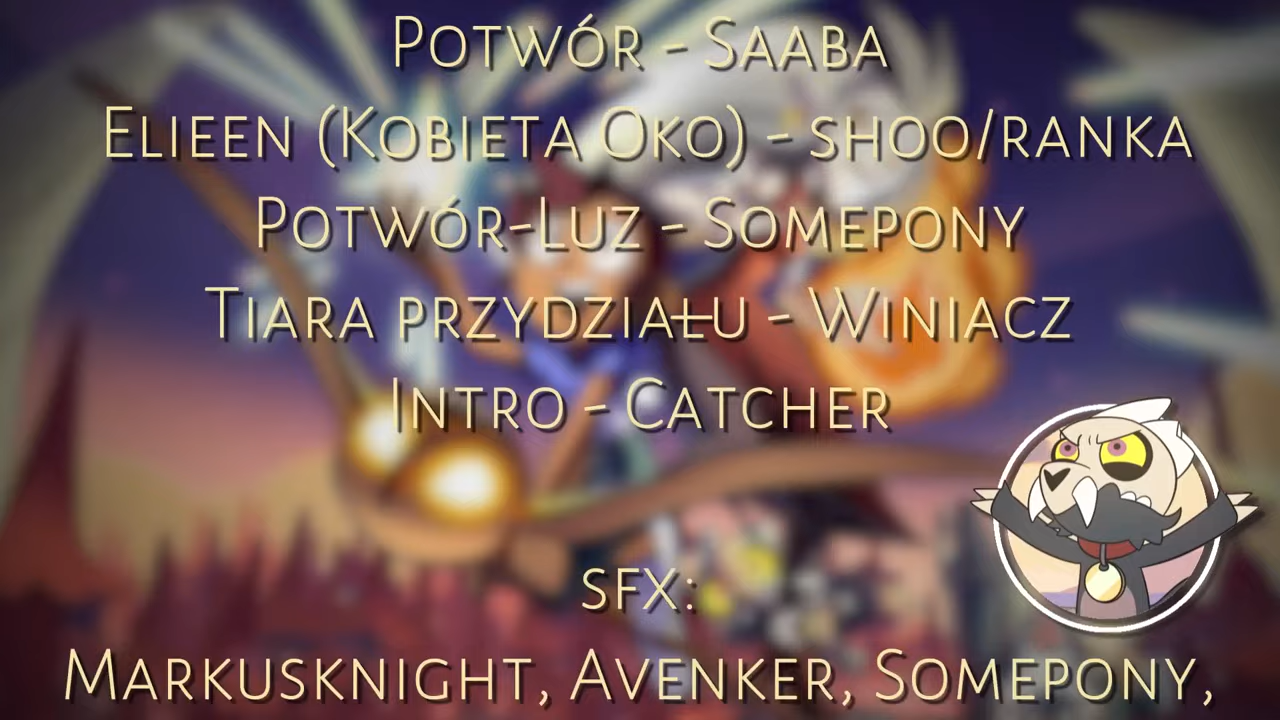 Potwór - Saaba
Elieen (Kobieta Oko) - shoo/ranka
Potwór-Luz - Somepony
Tiara przydziału - Winiacz
Intro - Catcher
SFX:
Markusknight, Avenker, Somepony,